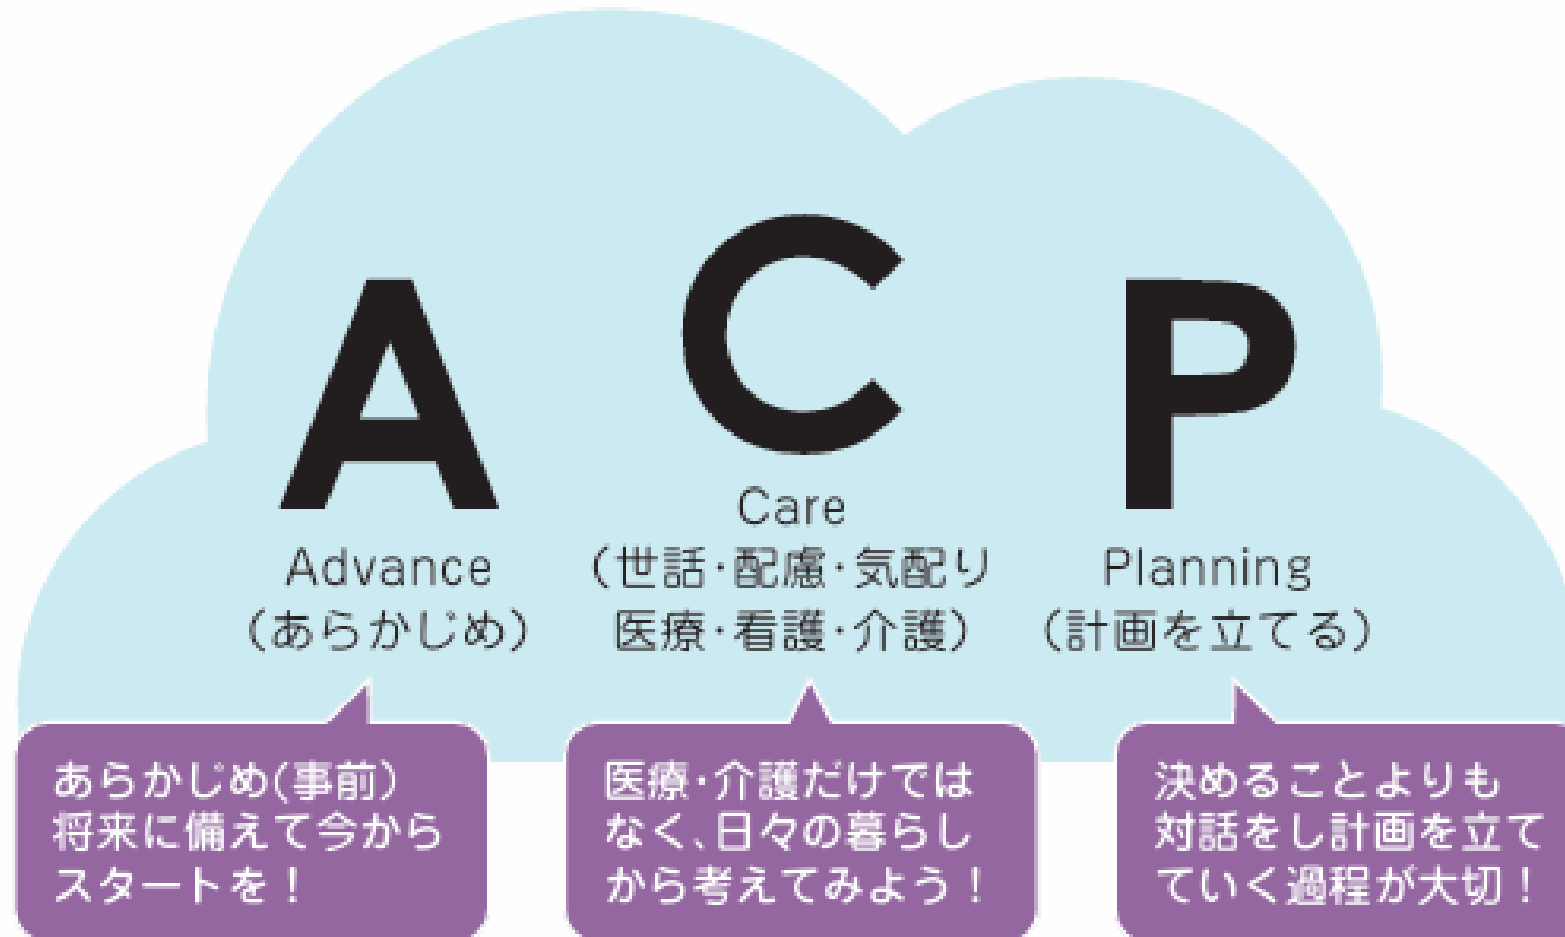 A
C
P
Advance
(あらかじめ)
Care
(世話・配慮・気配り
医療・看護・介護)
Planning
(計画を立てる)
あらかじめ(事前)
将来に備えて今から
スタートを！
医療・介護だけでは
なく、日々の暮らし
から考えてみよう！
決めることよりも
対話をし計画を立て
ていく過程が大切！